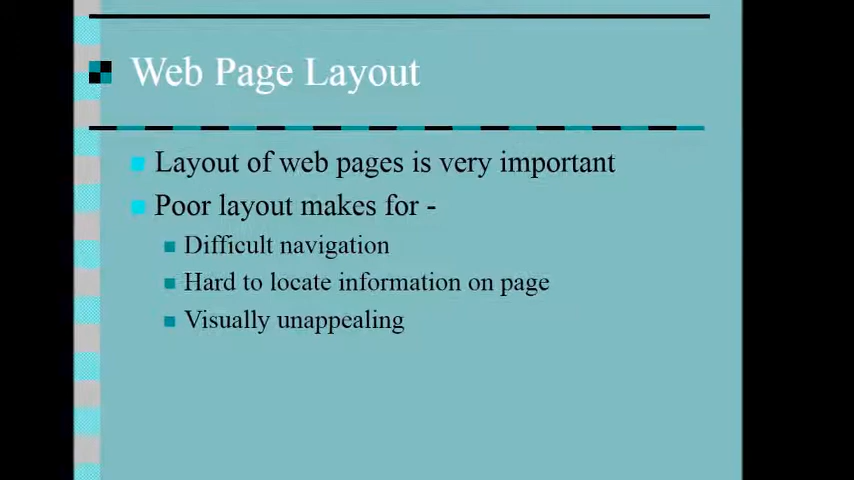 Web Page Layout
Layout of web pages is very important
Poor layout makes for -
Difficult navigation
Hard to locate information on page
Visually unappealing